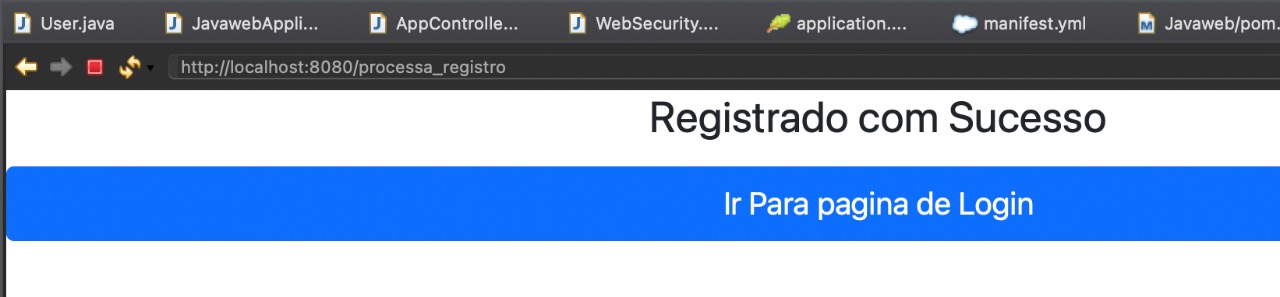 User.java JavawebAppli... AppControlle... WebSecurity.... application.... manifest.yml Javaweb/pom.
http://localhost:8080/processa_registro
Registrado com Sucesso
Ir Para pagina de Login